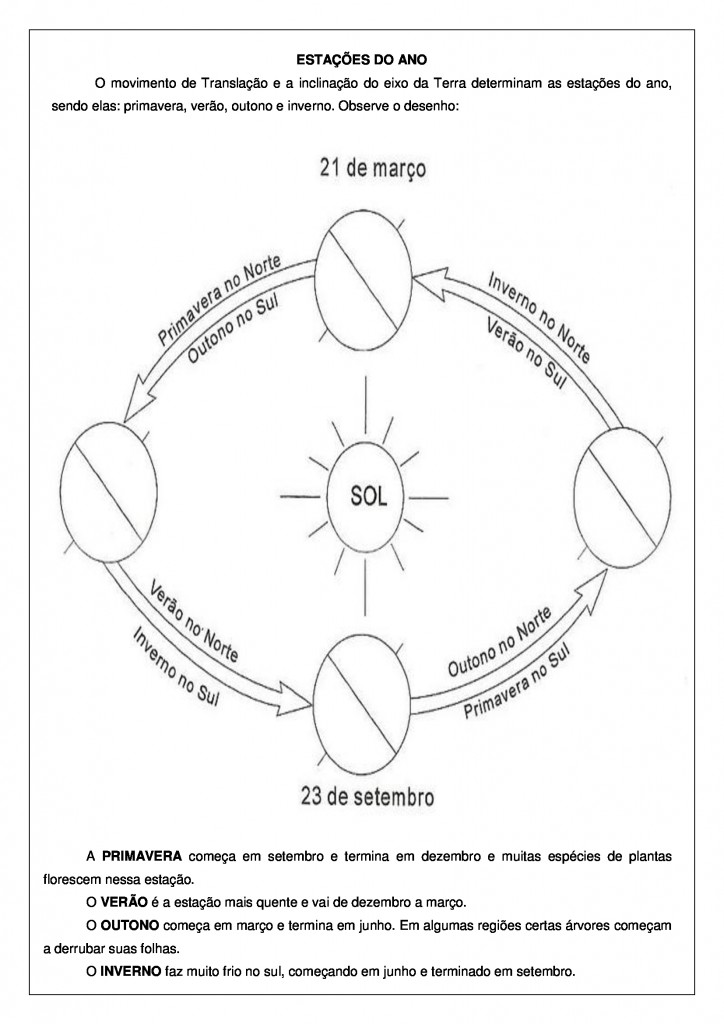 ESTAÇÕES DO ANO
O movimento de Translação e a inclinação do eixo da Terra determinam as estações do ano,
sendo elas: primavera, verão, outono e inverno. Observe o desenho:
21 de março
Primavera no Norte
Outono no Sul
Inverno no Norte
Verão no Sul
SOL
Verão no Norte
Inverno no Sul
Outono no Norte
Primavera no Sul
23 de setembro
A PRIMAVERA começa em setembro e termina em dezembro e muitas espécies de plantas
florescem nessa estação.
O VERÃO é a estação mais quente e vai de dezembro a março.
O OUTONO começa em março e termina em junho. Em algumas regiões certas árvores começam
a derrubar suas folhas.
O INVERNO faz muito frio no sul, começando em junho e terminado em setembro.